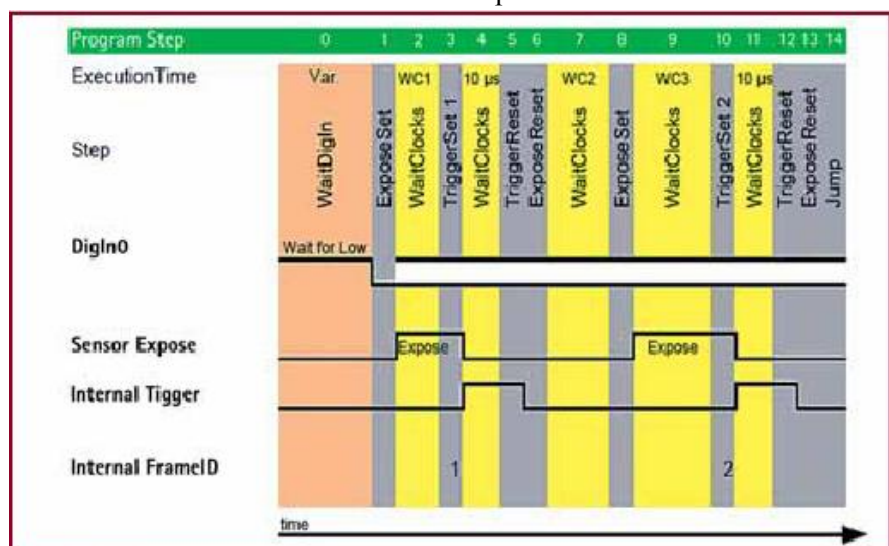 Program Step 0 1 2 3 4 5 6 7 8 9 10 11 12 13 14
ExecutionTime Var. WC1 10 µs WC2 WC3 10 µs
Step WaitDigIn Expose Set WaitClocks TriggerSet 1 WaitClocks TriggerReset Expose Reset WaitClocks Expose Set WaitClocks TriggerSet 2 WaitClocks TriggerReset Expose Reset Jump
DigIn0 Wait for Low
Sensor Expose Expose Expose
Internal Tigger
Internal FrameID 1 2
time